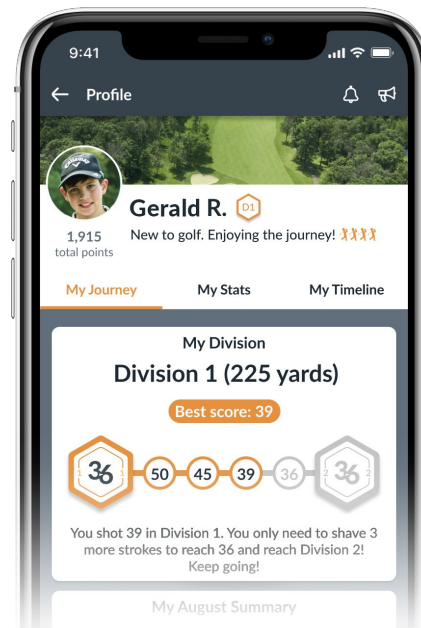 9:41
Profile
CALLAWAY
Gerald R. D1
1,915
total points
New to golf. Enjoying the journey!
My Journey My Stats My Timeline
My Division
Division 1 (225 yards)
Best score: 39
1 36 1 50 45 39 36 2 36 2
You shot 39 in Division 1. You only need to shave 3
more strokes to reach 36 and reach Division 2!
Keep going!
My August Summary